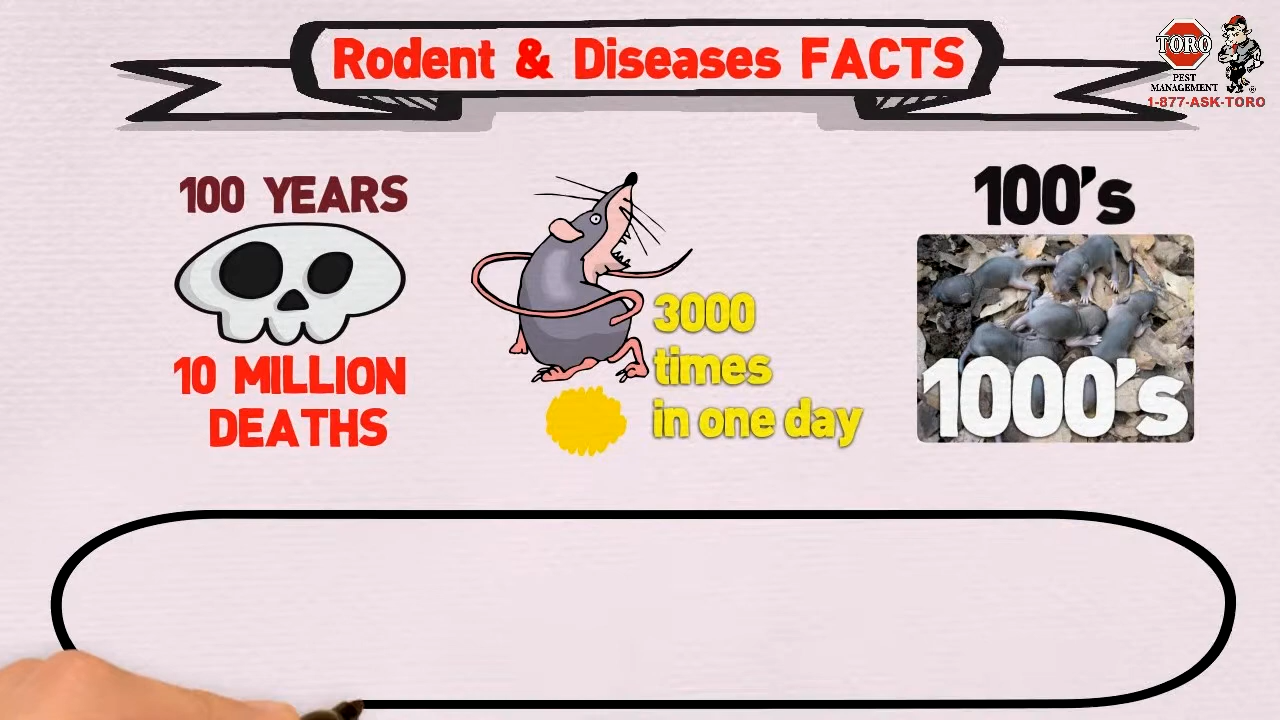 Rodent & Diseases FACTS
TORO
PEST
MANAGEMENT
®
1-877-ASK-TORO
100 YEARS
10 MILLION
DEATHS
3000
times
in one day
100's
1000's